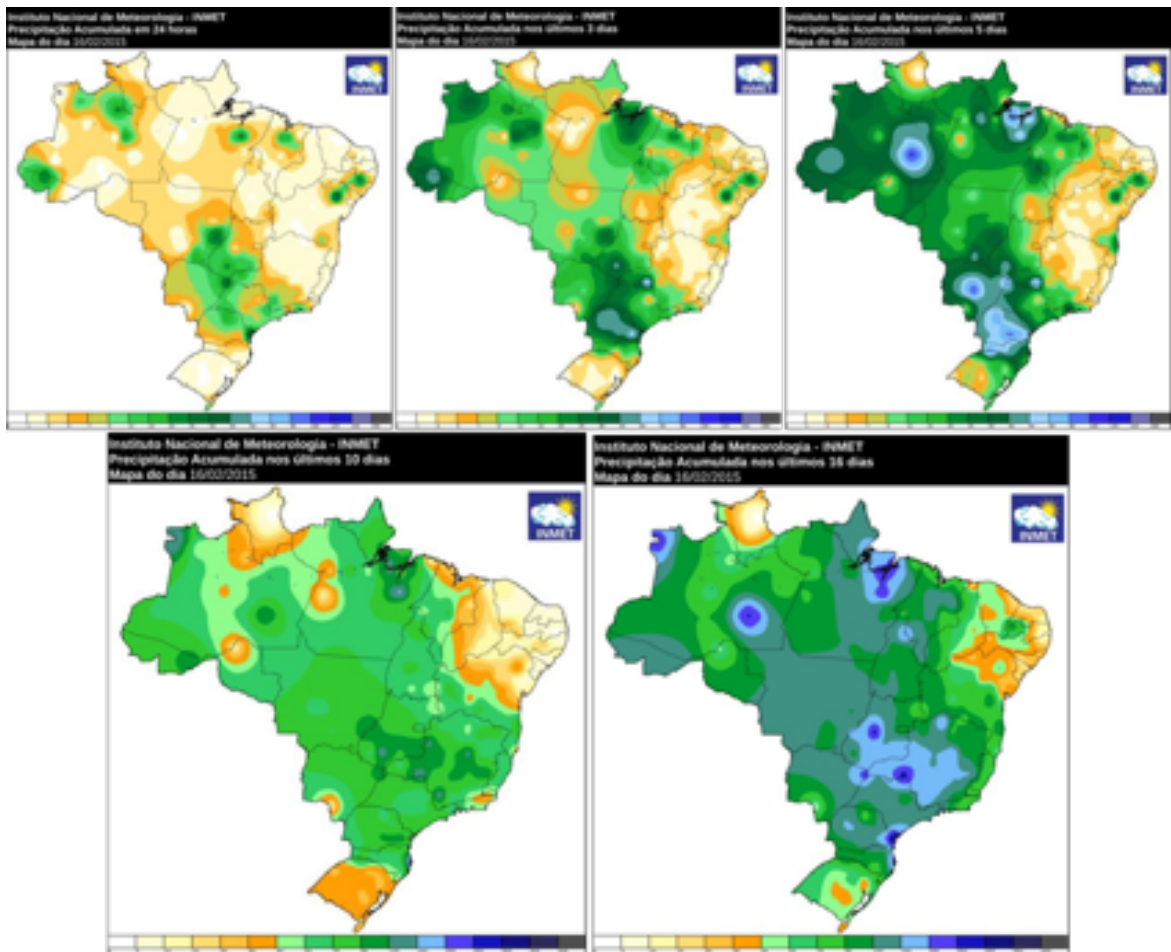 Instituto Nacional de Meteorologia - INMET
Precipitação Acumulada em 24 horas
Mapa do dia 16/02/2015
INMET
Instituto Nacional de Meteorologia - INMET
Precipitação Acumulada nos últimos 3 dias
Mapa do dia 16/02/2015
INMET
Instituto Nacional de Meteorologia - INMET
Precipitação Acumulada nos últimos 5 dias
Mapa do dia 16/02/2015
INMET
Instituto Nacional de Meteorologia - INMET
Precipitação Acumulada nos últimos 10 dias
Mapa do dia 16/02/2015
INMET
Instituto Nacional de Meteorologia - INMET
Precipitação Acumulada nos últimos 16 dias
Mapa do dia 16/02/2015
INMET